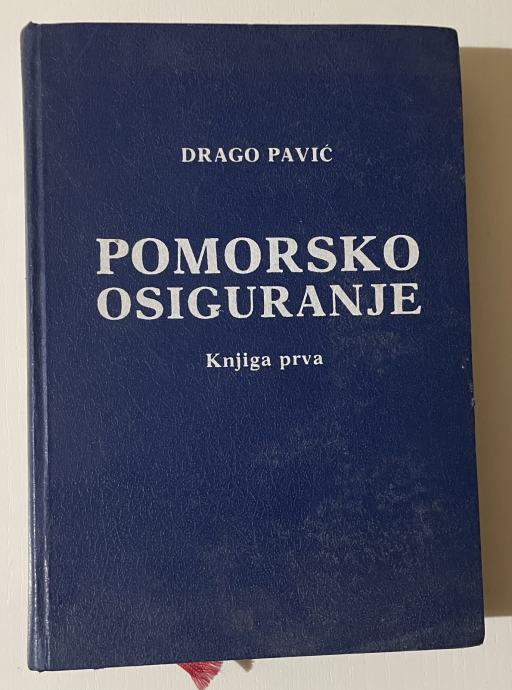 DRAGO PAVIĆ
POMORSKO
OSIGURANJE
Knjiga prva